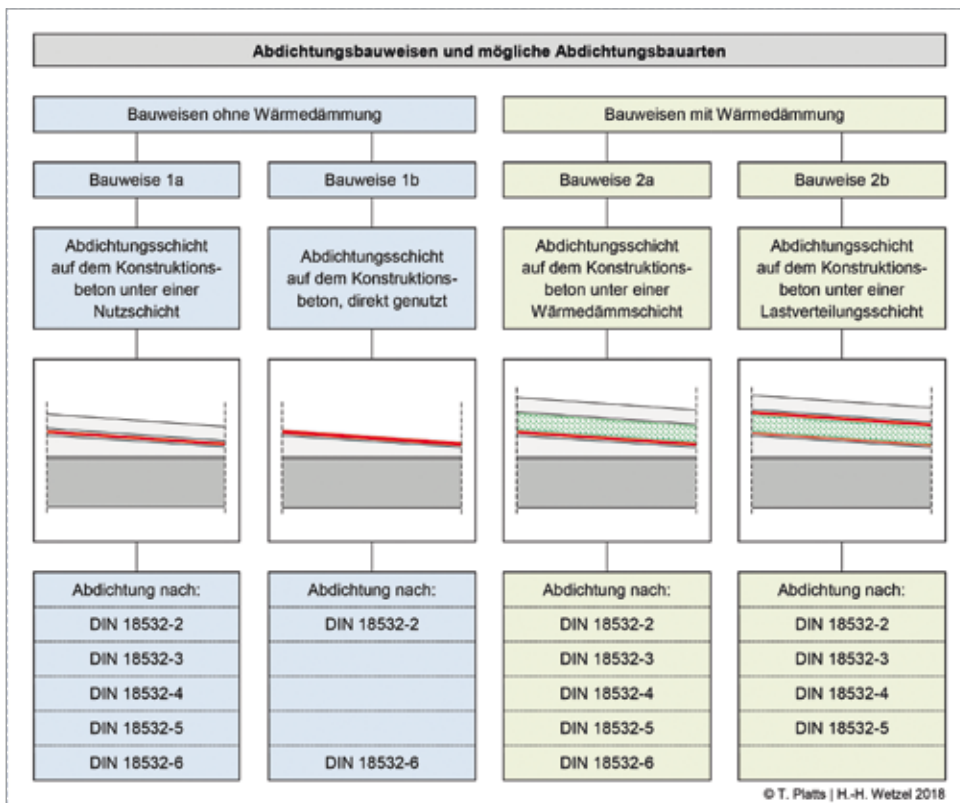 Abdichtungsbauweisen und mögliche Abdichtungsbauarten
Bauweisen ohne Wärmedämmung
Bauweisen mit Wärmedämmung
Bauweise 1a
Bauweise 1b
Bauweise 2a
Bauweise 2b
Abdichtungsschicht
auf dem Konstruktions-
beton unter einer
Nutzschicht
Abdichtungsschicht
auf dem Konstruktions-
beton, direkt genutzt
Abdichtungsschicht
auf dem Konstruktions-
beton unter einer
Wärmedämmschicht
Abdichtungsschicht
auf dem Konstruktions-
beton unter einer
Lastverteilungsschicht
Abdichtung nach:
DIN 18532-2
DIN 18532-3
DIN 18532-4
DIN 18532-5
DIN 18532-6
Abdichtung nach:
DIN 18532-2
DIN 18532-6
Abdichtung nach:
DIN 18532-2
DIN 18532-3
DIN 18532-4
DIN 18532-5
DIN 18532-6
Abdichtung nach:
DIN 18532-2
DIN 18532-3
DIN 18532-4
DIN 18532-5
© T. Platts | H.-H. Wetzel 2018